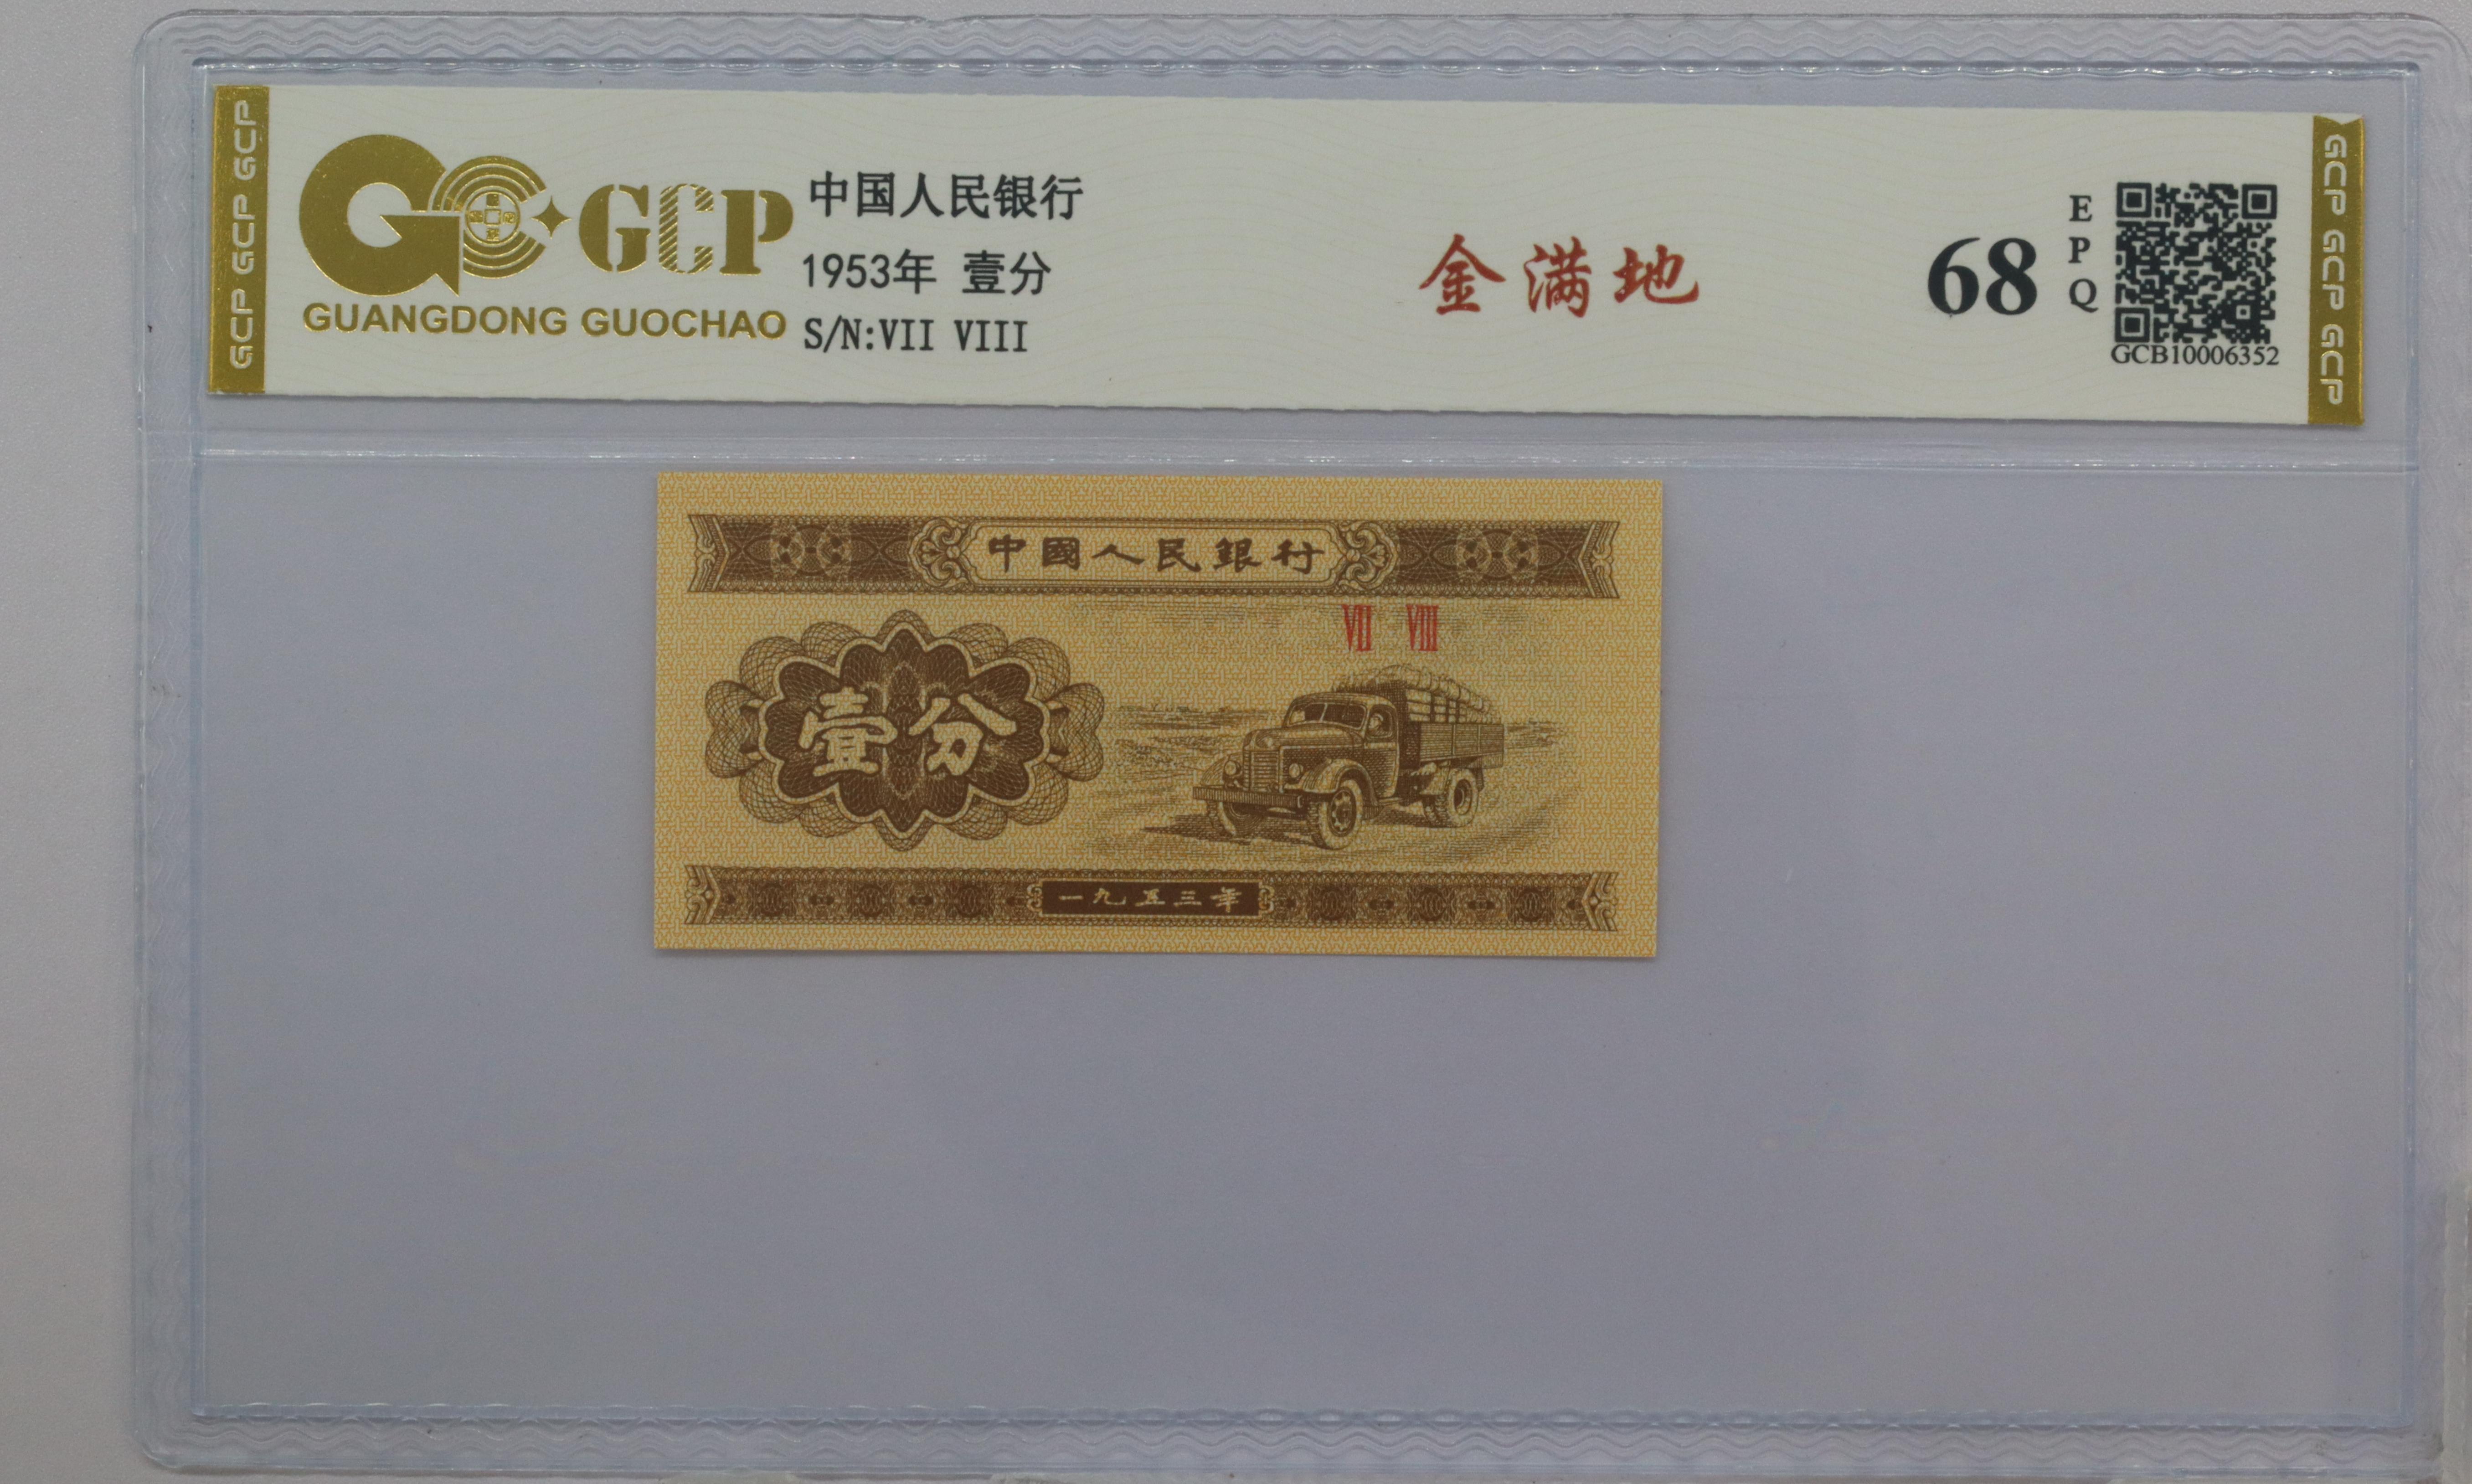 GCP GCP GCP
GCP
GUANGDONG GUOCHAO
中国人民银行
1953年 壹分
S/N:VII VIII
金满地
68
EPQ
GCB10006352
GCP GCP GCP
中國人民銀行
VII VIII
壹分
一九五三年